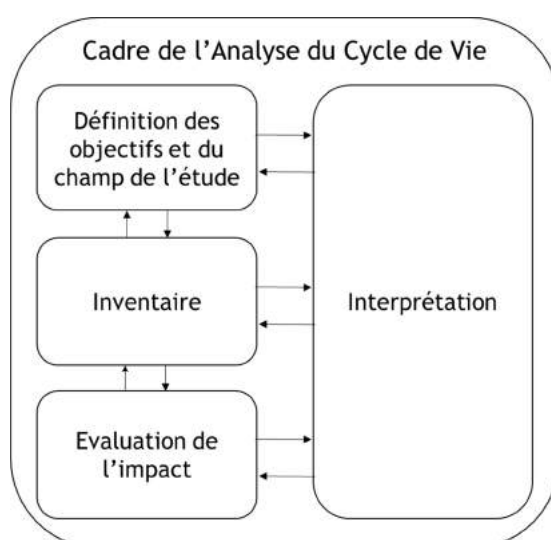 Cadre de l’Analyse du Cycle de Vie
Définition des
objectifs et du
champ de l’étude
Inventaire
Interprétation
Evaluation de
l’impact